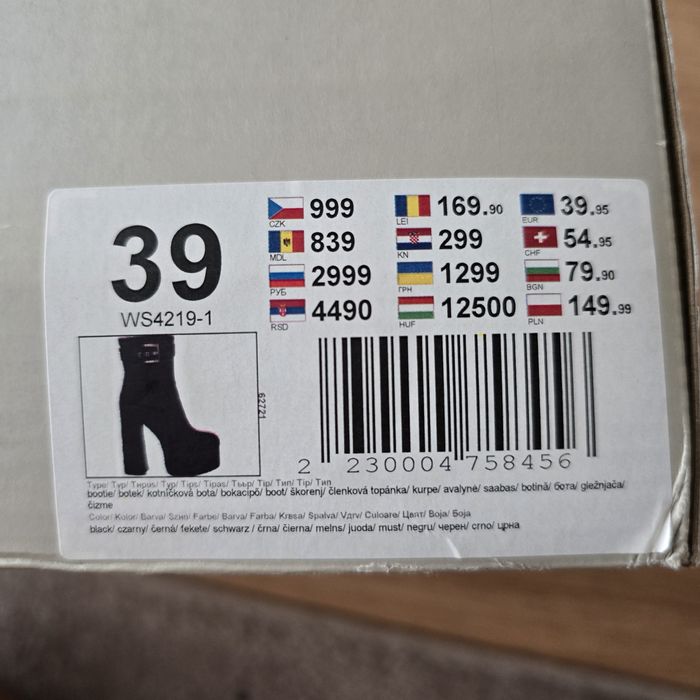 39
WS4219-1
CZK 999
LEI 169.90
EUR 39.95
MDL 839
KN 299
CHF 54.95
РУБ 2999
ГРН 1299
BGN 79.90
RSD 4490
HUF 12500
PLN 149.99
62721
2 230004 758456
Type/ Typ/ Типus/ Typ/ Tips/ Tipas/ Tüüp/ Tip/ Тип/ Tip/ Тип
bootie/ botek/ kotníčková bota/ bokacipő/ boot/ škorenj/ členková topánka/ kurpe/ avalynė/ saabas/ botină/ бота/ gležnjača/
čizme
Color/ Kolor/ Barva/ Szín/ Farbe/ Barva/ Farba/ Krāsa/ Spalva/ Värv/ Culoare/ Цвят/ Boja/ Боја
black/ czarny/ černá/ fekete/ schwarz / črna/ čierna/ melns/ juoda/ must/ negru/ черен/ crno/ црна